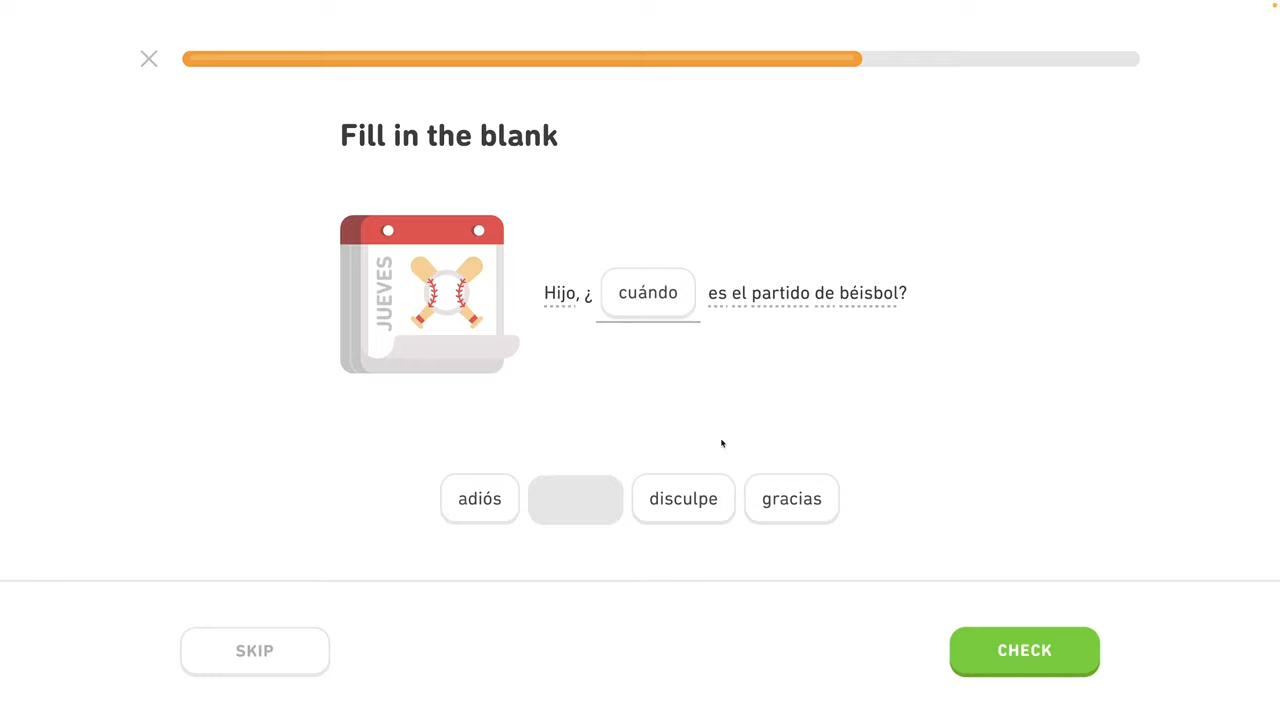 Fill in the blank
JUEVES
Hijo, ¿ cuándo es el partido de béisbol?
adiós disculpe gracias
SKIP CHECK